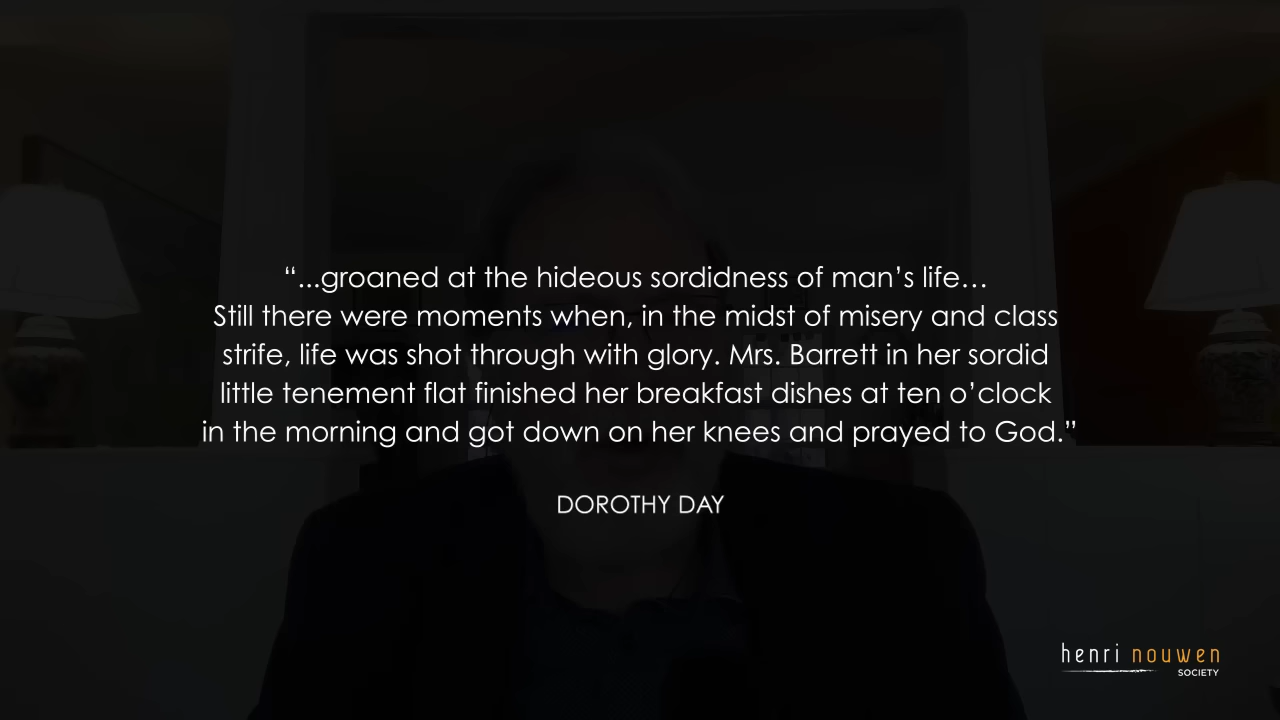 “...groaned at the hideous sordidness of man’s life...
Still there were moments when, in the midst of misery and class
strife, life was shot through with glory. Mrs. Barrett in her sordid
little tenement flat finished her breakfast dishes at ten o’clock
in the morning and got down on her knees and prayed to God.”
DOROTHY DAY
henri nouwen
SOCIETY